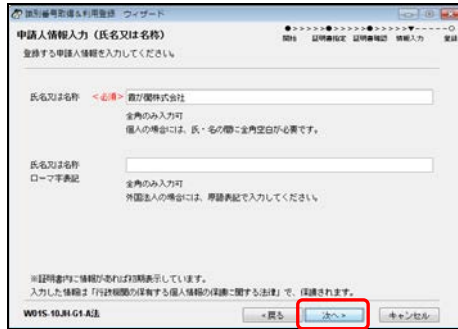 識別番号取得&利用登録 ウィザード
申請人情報入力（氏名又は名称）
●>>>>>●>>>>>●>>>>>▼-----○
開始 証明書指定 証明書確認 情報入力 登録
登録する申請人情報を入力してください。
氏名又は名称 <必須> 霞が関株式会社
全角のみ入力可
個人の場合には、氏・名の間に全角空白が必要です。
氏名又は名称
ローマ字表記
全角のみ入力可
外国法人の場合には、原語表記で入力してください。
※証明書内に情報があれば初期表示しています。
入力した情報は「行政機関の保有する個人情報の保護に関する法律」で、保護されます。
W01S-10JH-G1-A法
<戻る 次へ> キャンセル